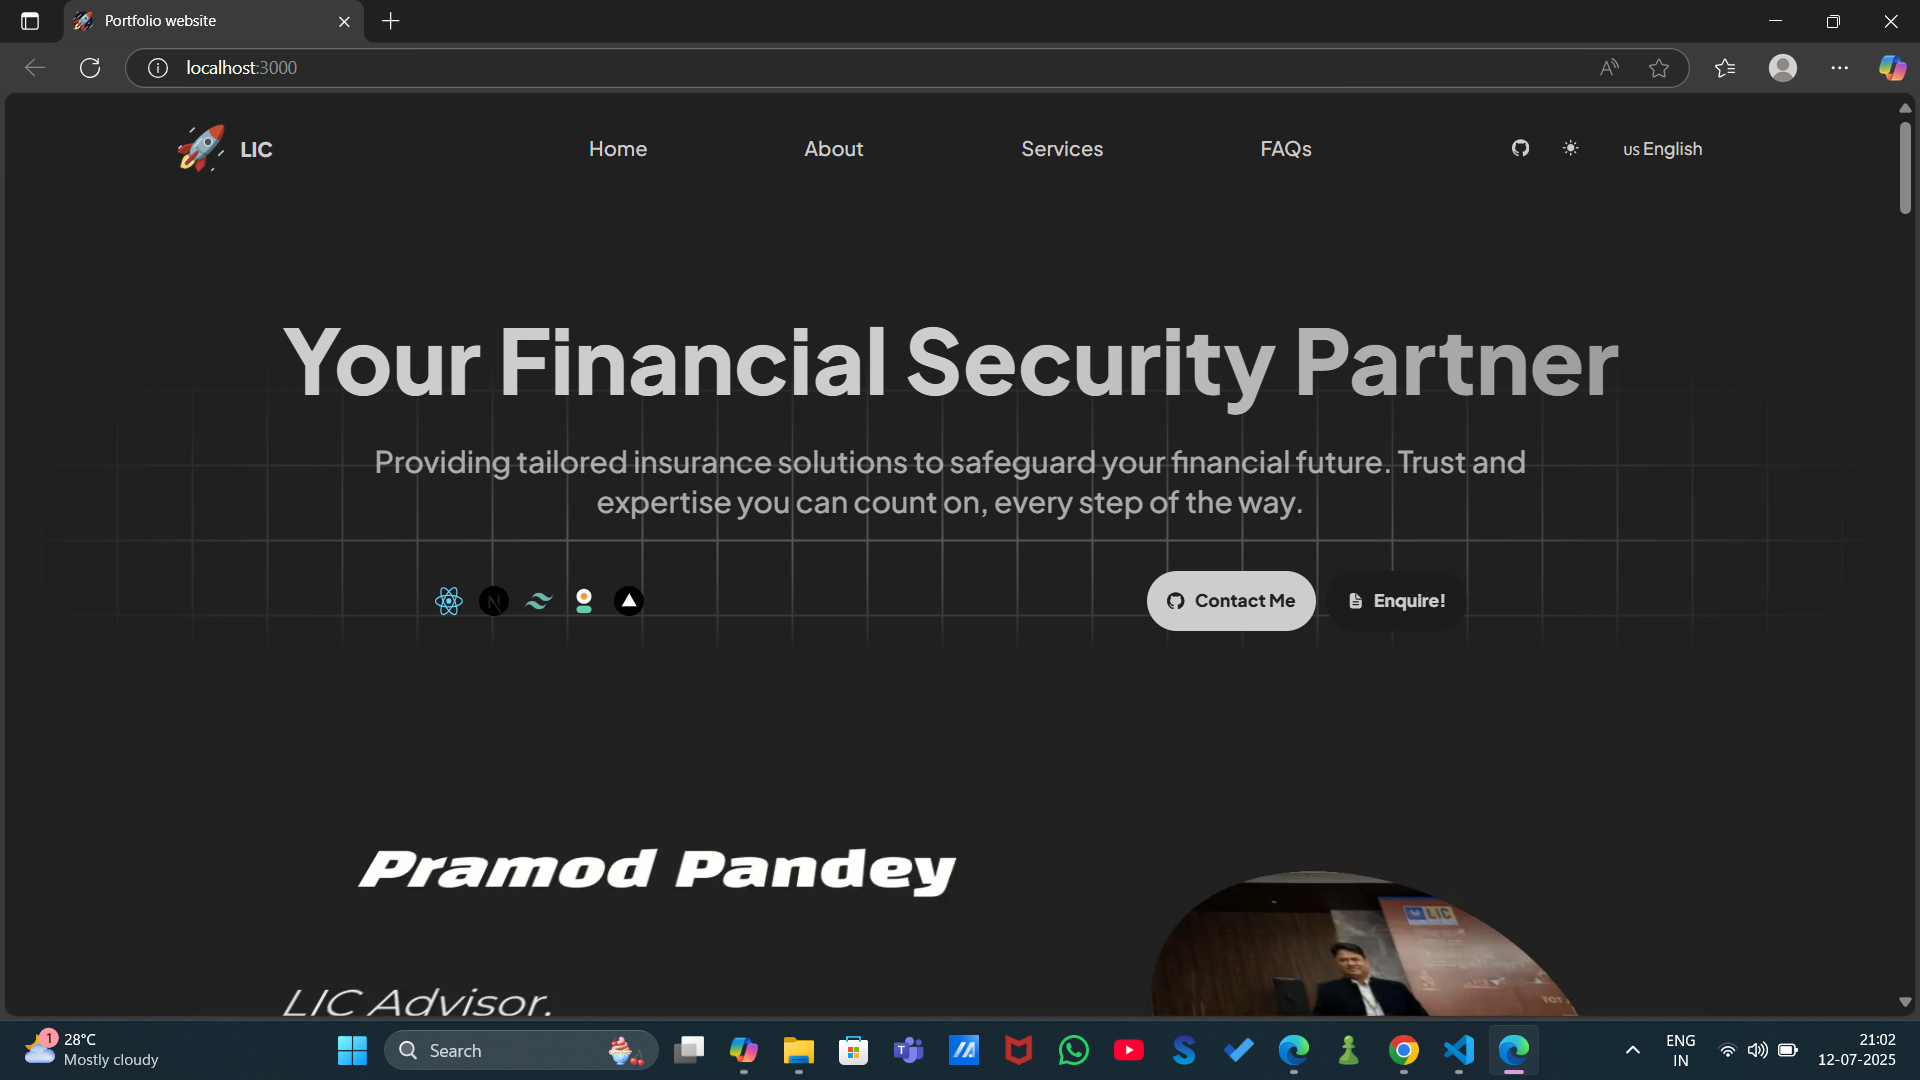 Portfolio website
localhost:3000
LIC
Home
About
Services
FAQs
us English
Your Financial Security Partner
Providing tailored insurance solutions to safeguard your financial future. Trust and
expertise you can count on, every step of the way.
Contact Me
Enquire!
Pramod Pandey
LIC Advisor.
LIC
1
28°C
Mostly cloudy
Search
ENG
IN
21:02
12-07-2025